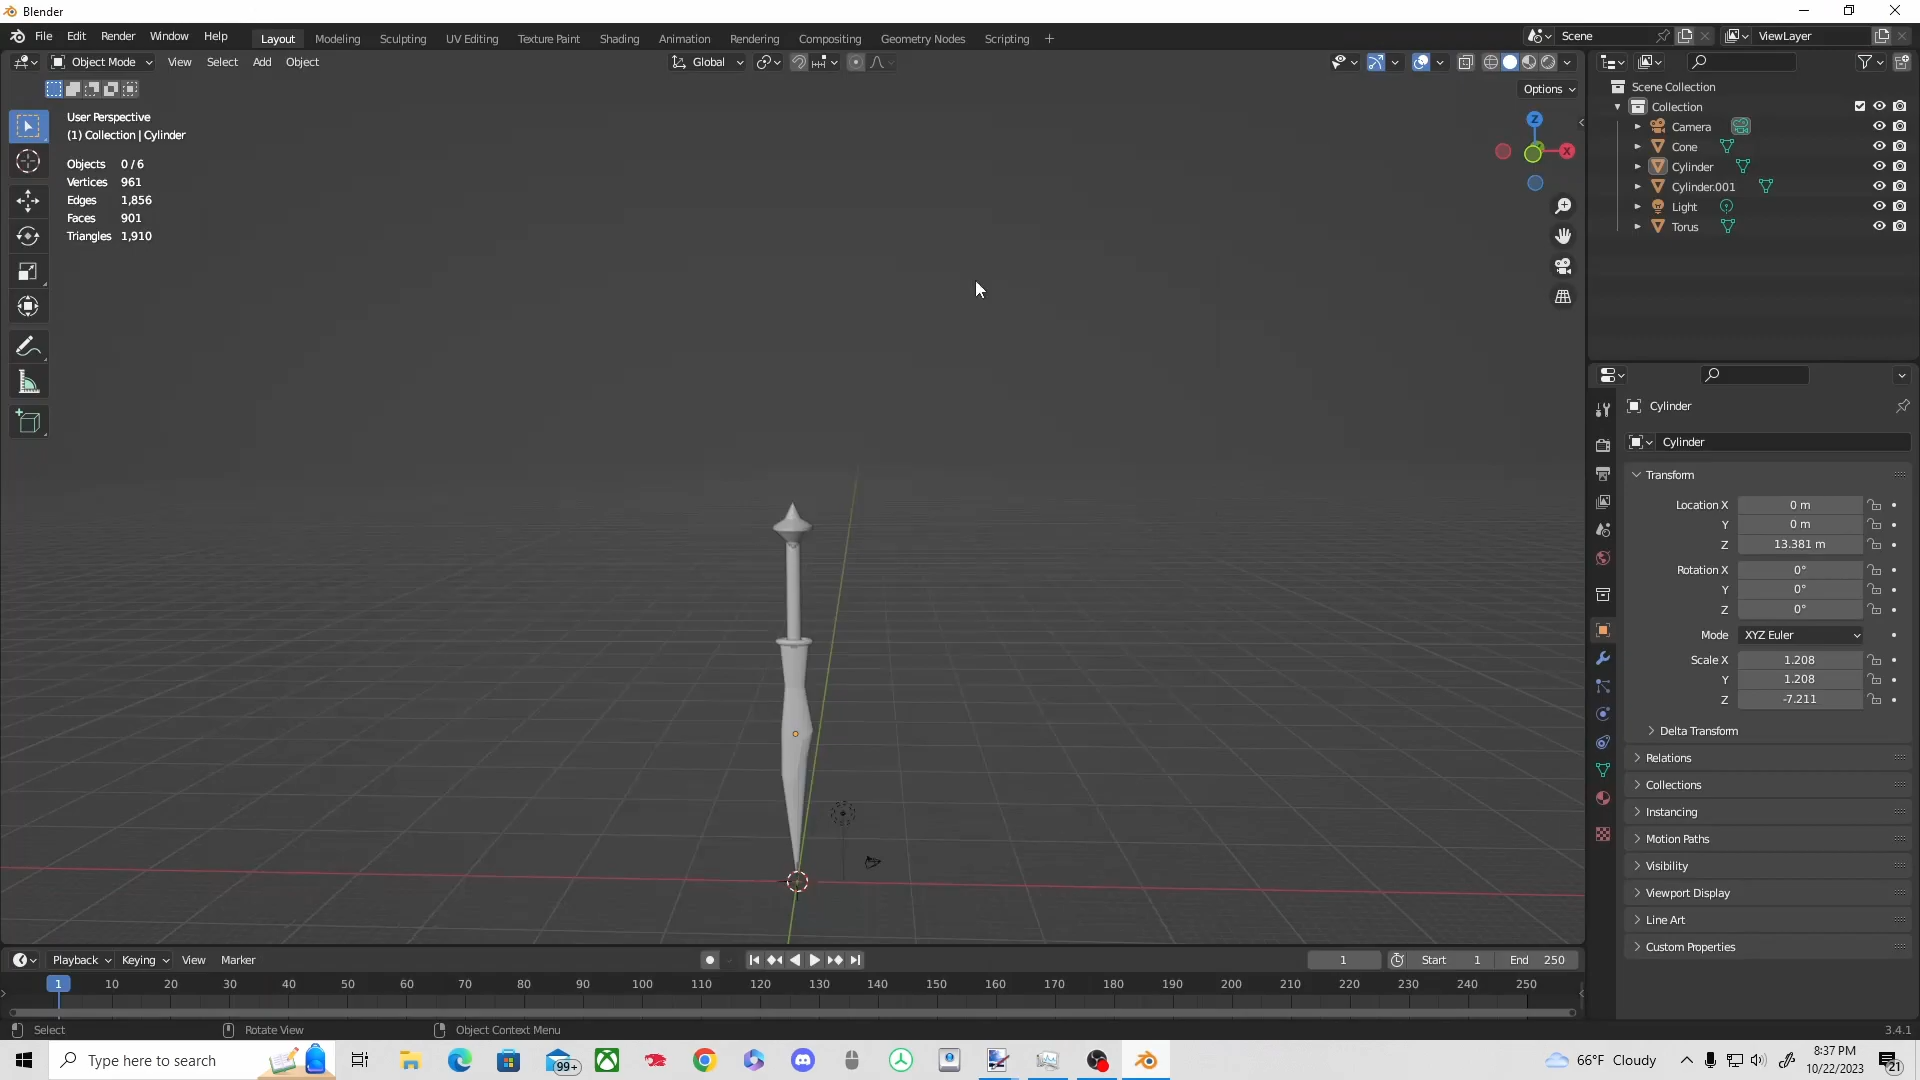 Blender
File Edit Render Window Help Layout Modeling Sculpting UV Editing Texture Paint Shading Animation Rendering Compositing Geometry Nodes Scripting + Scene ViewLayer
Object Mode View Select Add Object Global
Options
User Perspective
(1) Collection | Cylinder
Objects 0/6
Vertices 961
Edges 1,856
Faces 901
Triangles 1,910
Z
X
Scene Collection
Collection
Camera
Cone
Cylinder
Cylinder.001
Light
Torus
Cylinder
Cylinder
Transform
Location X 0 m
Y 0 m
Z 13.381 m
Rotation X 0°
Y 0°
Z 0°
Mode XYZ Euler
Scale X 1.208
Y 1.208
Z -7.211
Delta Transform
Relations
Collections
Instancing
Motion Paths
Visibility
Viewport Display
Line Art
Custom Properties
Playback Keying View Marker 1 Start 1 End 250
1 10 20 30 40 50 60 70 80 90 100 110 120 130 140 150 160 170 180 190 200 210 220 230 240 250
Select Rotate View Object Context Menu 3.4.1
Type here to search 99+ 66°F Cloudy 8:37 PM
10/22/2023 21